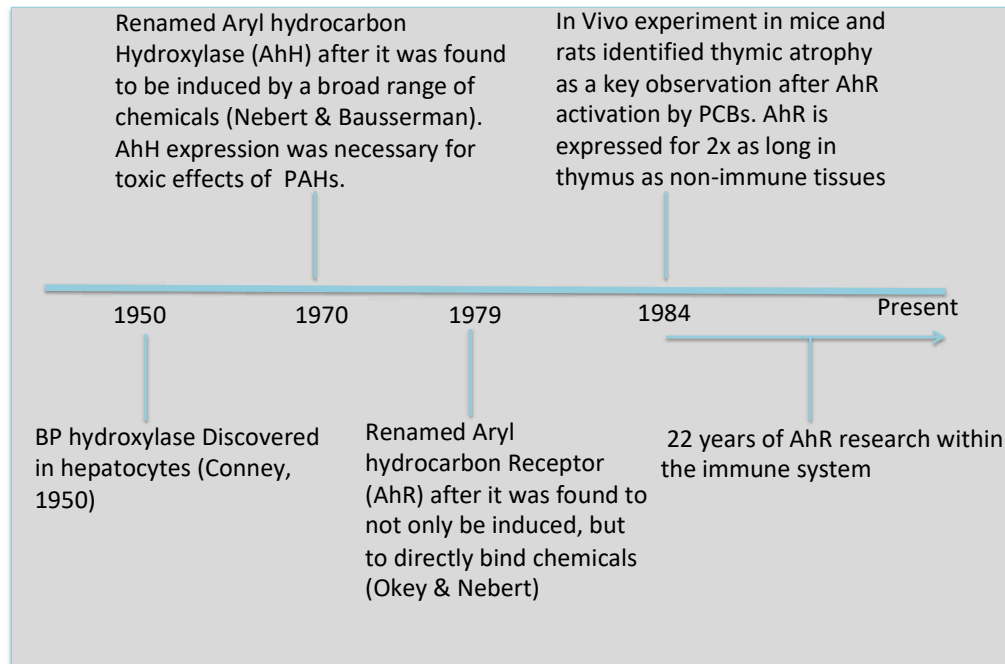 Renamed Aryl hydrocarbon
Hydroxylase (AhH) after it was found
to be induced by a broad range of
chemicals (Nebert & Bausserman).
AhH expression was necessary for
toxic effects of PAHs.
In Vivo experiment in mice and
rats identified thymic atrophy
as a key observation after AhR
activation by PCBs. AhR is
expressed for 2x as long in
thymus as non-immune tissues
1950
1970
1979
1984
Present
BP hydroxylase Discovered
in hepatocytes (Conney,
1950)
Renamed Aryl
hydrocarbon Receptor
(AhR) after it was found to
not only be induced, but
to directly bind chemicals
(Okey & Nebert)
22 years of AhR research within
the immune system